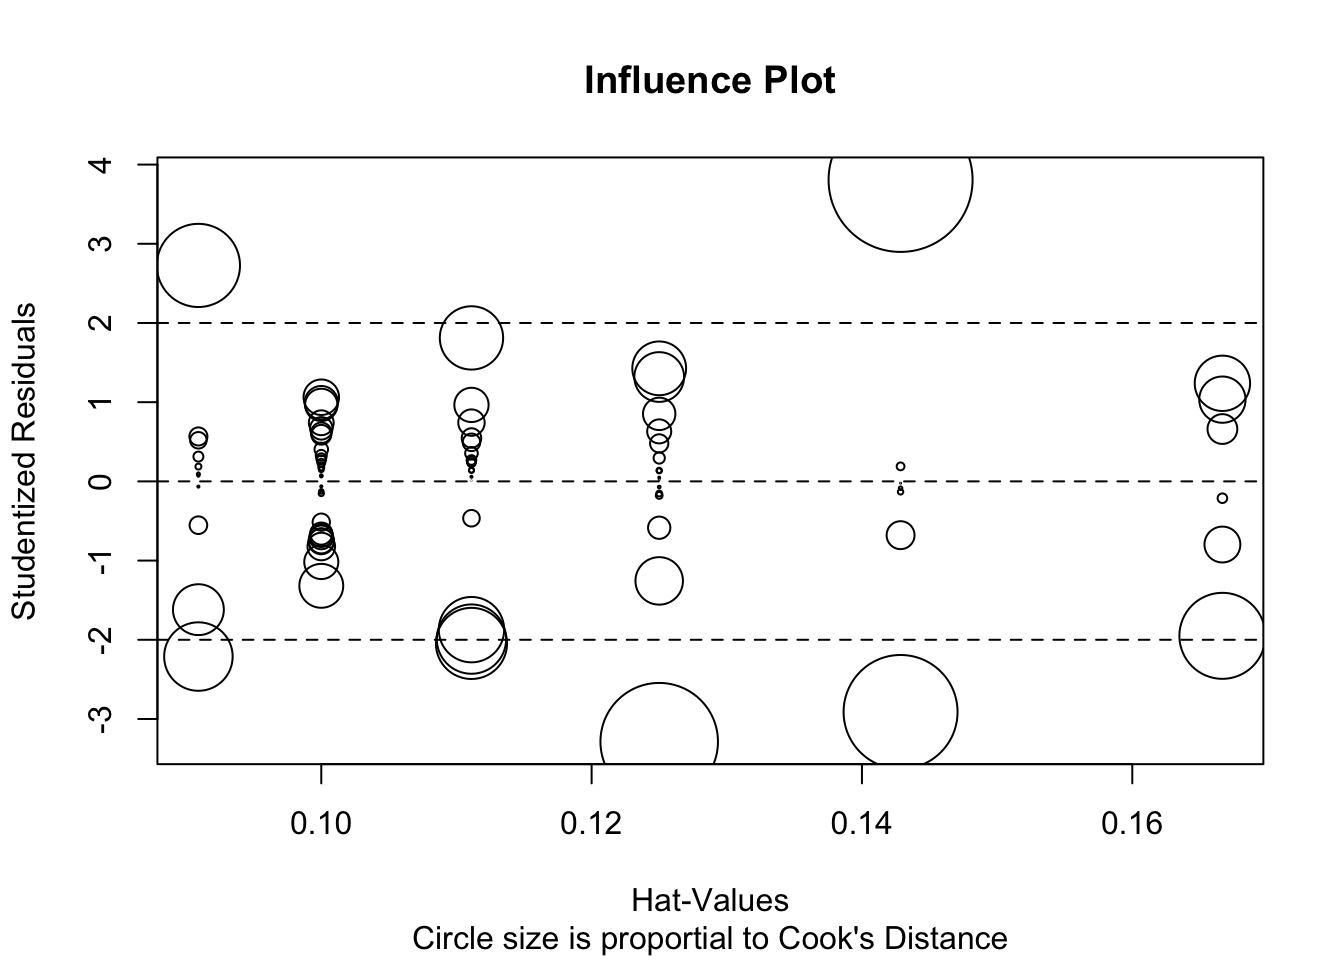 Influence Plot
Studentized Residuals
4
3
2
1
0
-1
-2
-3
0.10 0.12 0.14 0.16
Hat-Values
Circle size is proportial to Cook's Distance